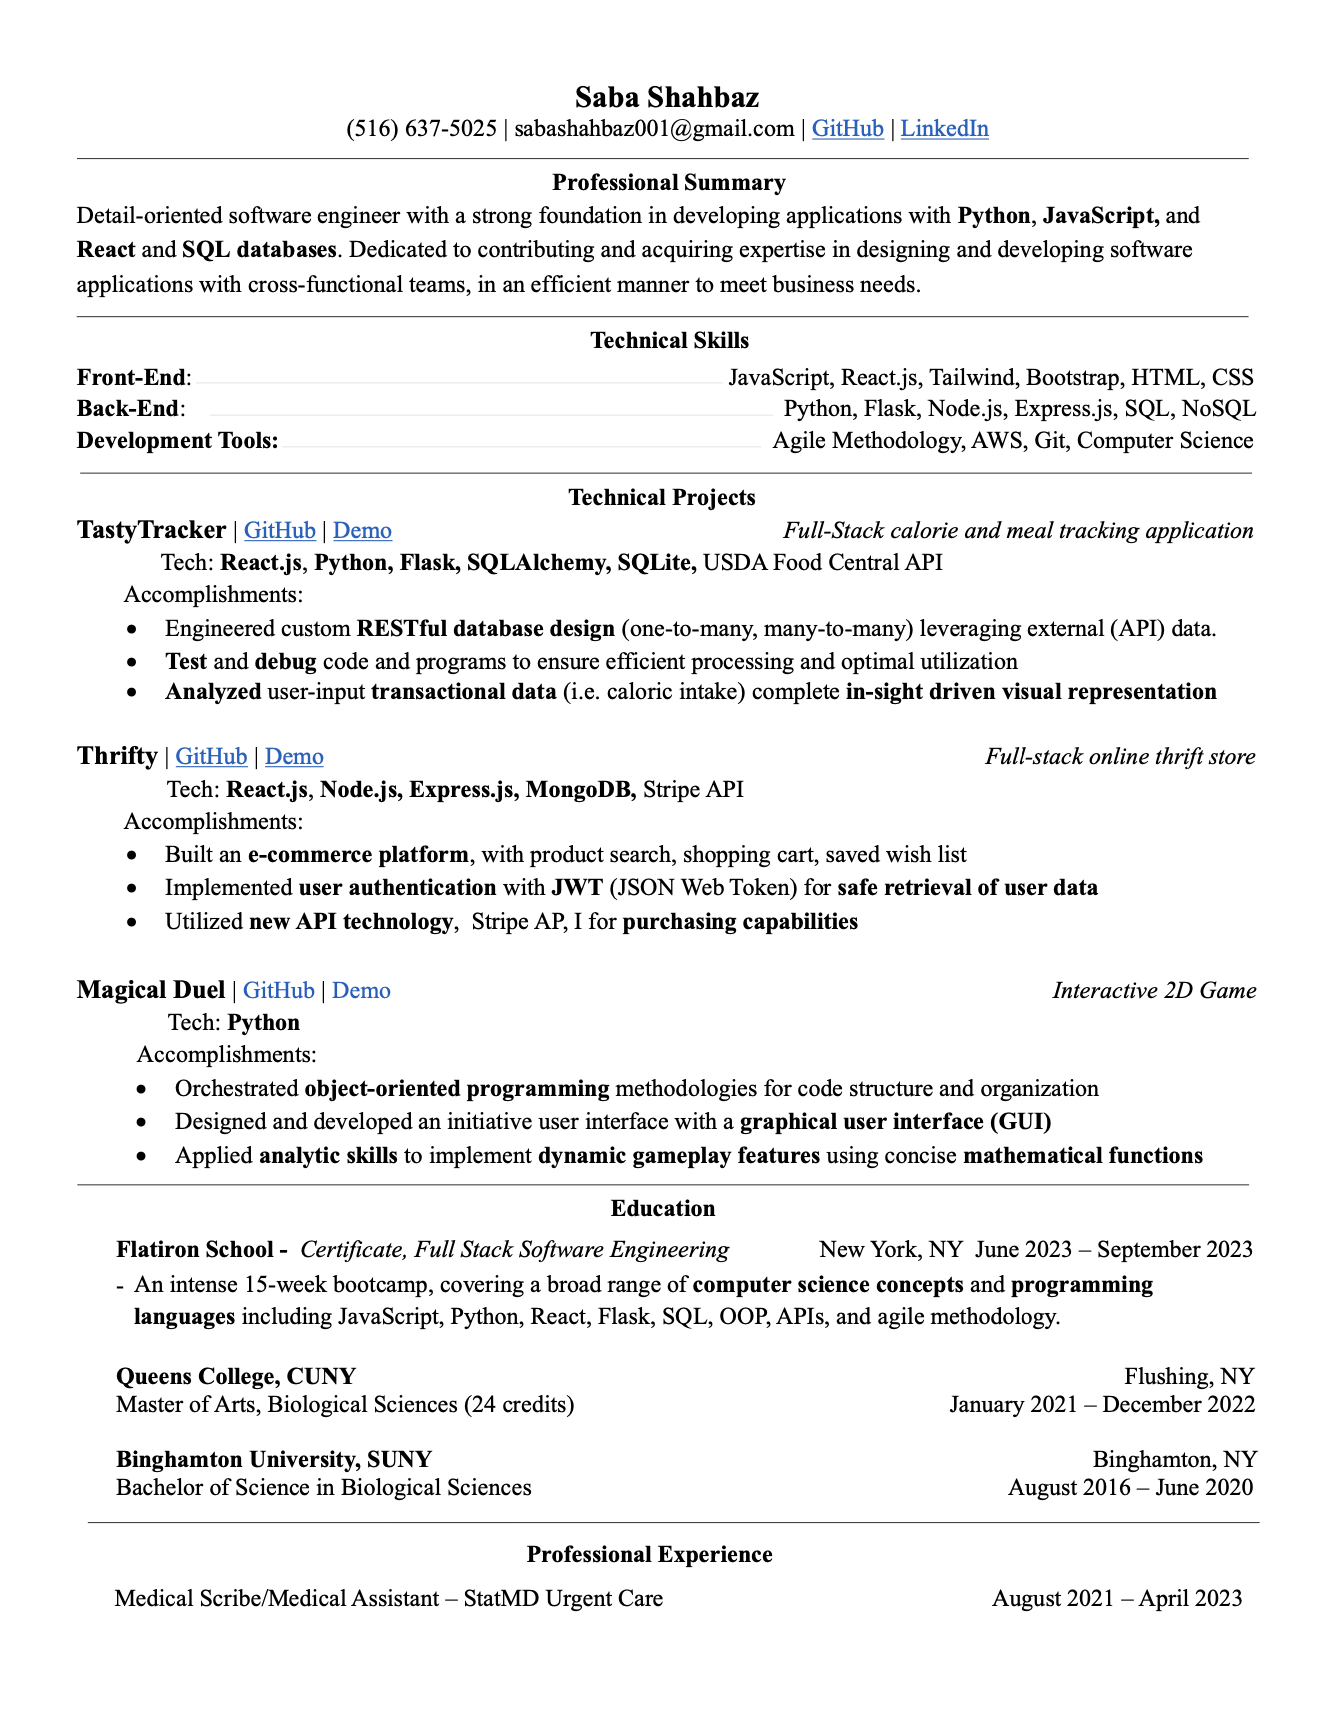 Saba Shahbaz
(516) 637-5025 | sabashahbaz001@gmail.com | GitHub | LinkedIn
Professional Summary
Detail-oriented software engineer with a strong foundation in developing applications with Python, JavaScript, and
React and SQL databases. Dedicated to contributing and acquiring expertise in designing and developing software
applications with cross-functional teams, in an efficient manner to meet business needs.
Technical Skills
Front-End: JavaScript, React.js, Tailwind, Bootstrap, HTML, CSS
Back-End: Python, Flask, Node.js, Express.js, SQL, NoSQL
Development Tools: Agile Methodology, AWS, Git, Computer Science
Technical Projects
TastyTracker | GitHub | Demo Full-Stack calorie and meal tracking application
Tech: React.js, Python, Flask, SQLAlchemy, SQLite, USDA Food Central API
Accomplishments:
• Engineered custom RESTful database design (one-to-many, many-to-many) leveraging external (API) data.
• Test and debug code and programs to ensure efficient processing and optimal utilization
• Analyzed user-input transactional data (i.e. caloric intake) complete in-sight driven visual representation
Thrifty | GitHub | Demo Full-stack online thrift store
Tech: React.js, Node.js, Express.js, MongoDB, Stripe API
Accomplishments:
• Built an e-commerce platform, with product search, shopping cart, saved wish list
• Implemented user authentication with JWT (JSON Web Token) for safe retrieval of user data
• Utilized new API technology, Stripe AP, I for purchasing capabilities
Magical Duel | GitHub | Demo Interactive 2D Game
Tech: Python
Accomplishments:
• Orchestrated object-oriented programming methodologies for code structure and organization
• Designed and developed an initiative user interface with a graphical user interface (GUI)
• Applied analytic skills to implement dynamic gameplay features using concise mathematical functions
Education
Flatiron School - Certificate, Full Stack Software Engineering New York, NY June 2023 – September 2023
- An intense 15-week bootcamp, covering a broad range of computer science concepts and programming
languages including JavaScript, Python, React, Flask, SQL, OOP, APIs, and agile methodology.
Queens College, CUNY Flushing, NY
Master of Arts, Biological Sciences (24 credits) January 2021 – December 2022
Binghamton University, SUNY Binghamton, NY
Bachelor of Science in Biological Sciences August 2016 – June 2020
Professional Experience
Medical Scribe/Medical Assistant – StatMD Urgent Care August 2021 – April 2023